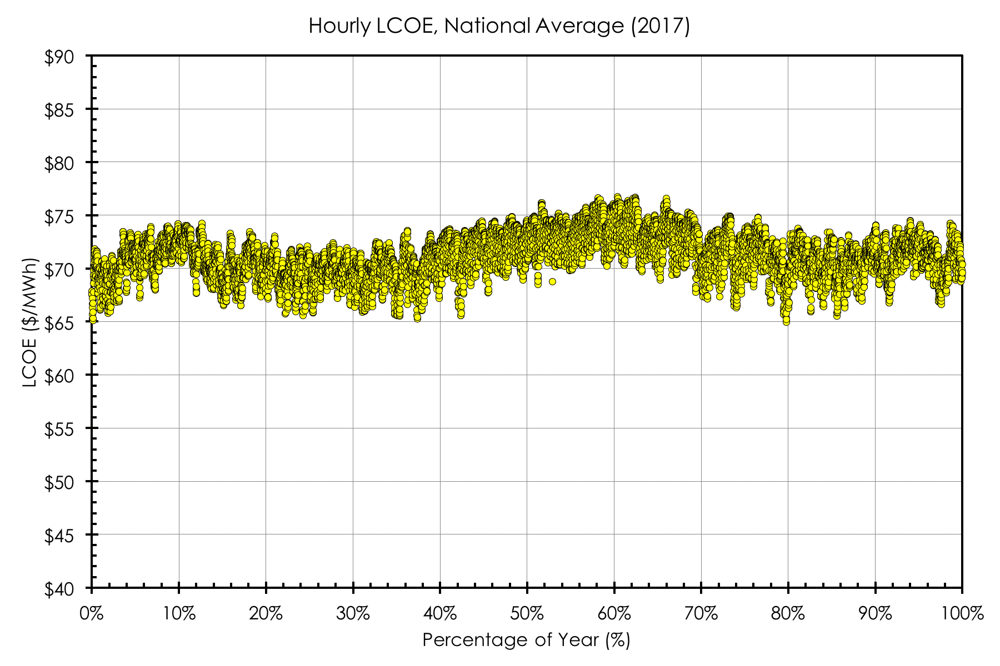 Hourly LCOE, National Average (2017)
$90
$85
$80
$75
$70
$65
$60
$55
$50
$45
$40
LCOE ($/MWh)
0% 10% 20% 30% 40% 50% 60% 70% 80% 90% 100%
Percentage of Year (%)